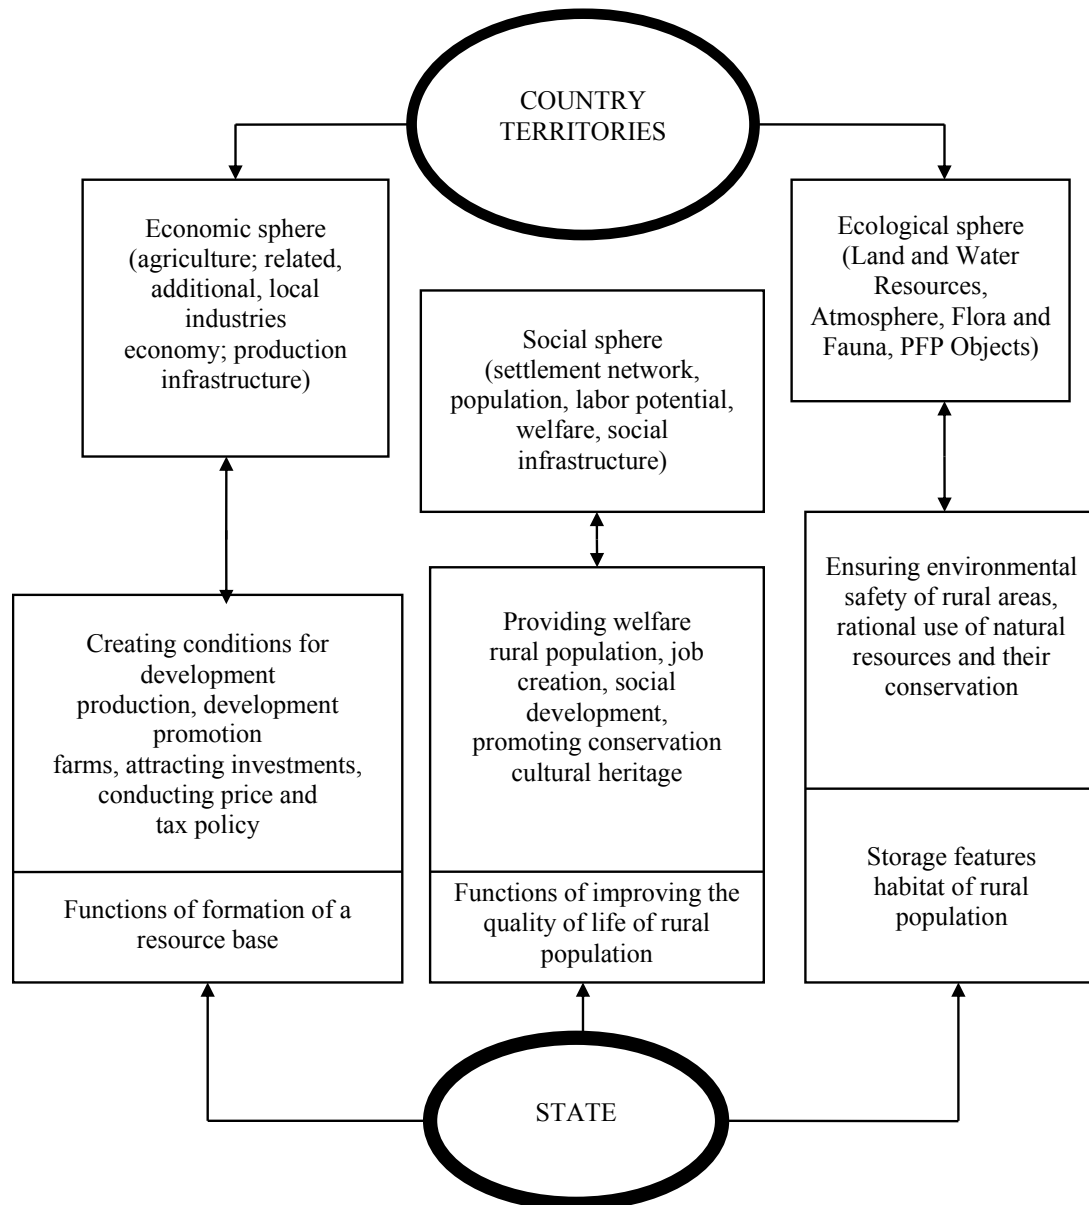 COUNTRY
TERRITORIES
Economic sphere
(agriculture; related,
additional, local
industries
economy; production
infrastructure)
Social sphere
(settlement network,
population, labor potential,
welfare, social
infrastructure)
Ecological sphere
(Land and Water
Resources,
Atmosphere, Flora and
Fauna, PFP Objects)
Creating conditions for
development
production, development
promotion
farms, attracting investments,
conducting price and
tax policy
Functions of formation of a
resource base
Providing welfare
rural population, job
creation, social
development,
promoting conservation
cultural heritage
Functions of improving the
quality of life of rural
population
Ensuring environmental
safety of rural areas,
rational use of natural
resources and their
conservation
Storage features
habitat of rural
population
STATE